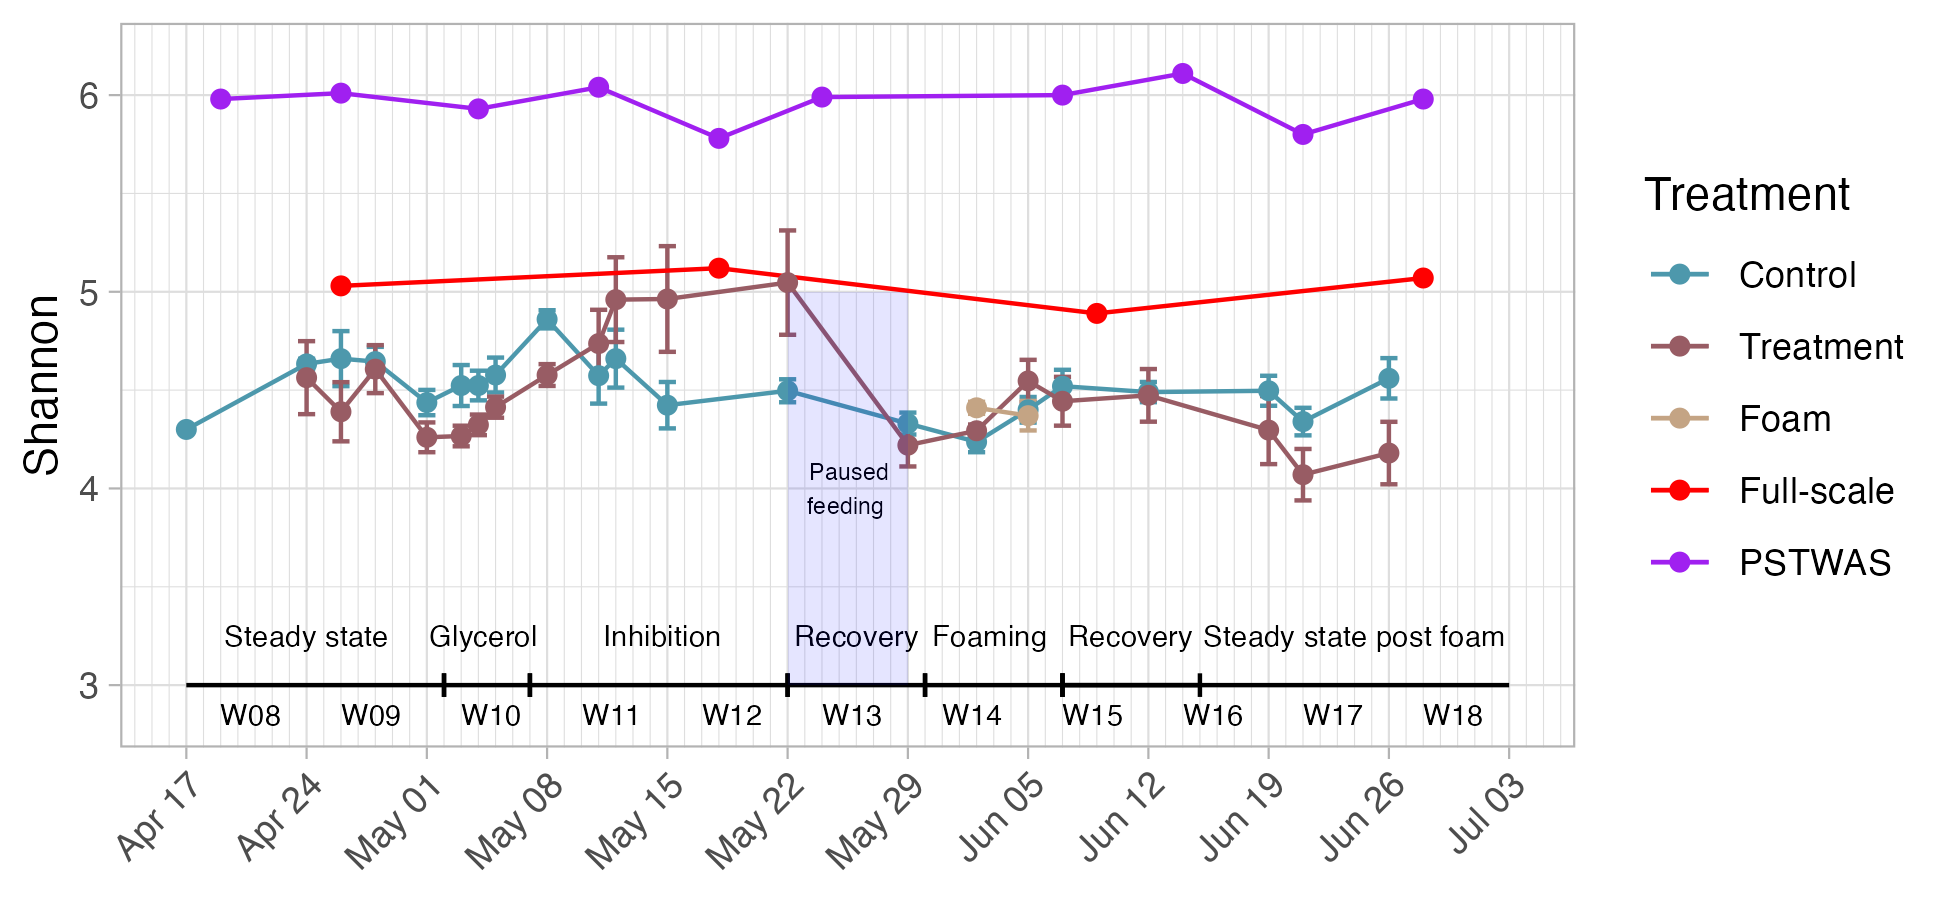 Shannon
6
5
4
3
Paused
feeding
Steady state Glycerol Inhibition Recovery Foaming Recovery Steady state post foam
W08 W09 W10 W11 W12 W13 W14 W15 W16 W17 W18
Apr 17 Apr 24 May 01 May 08 May 15 May 22 May 29 Jun 05 Jun 12 Jun 19 Jun 26 Jul 03
Treatment
Control
Treatment
Foam
Full-scale
PSTWAS